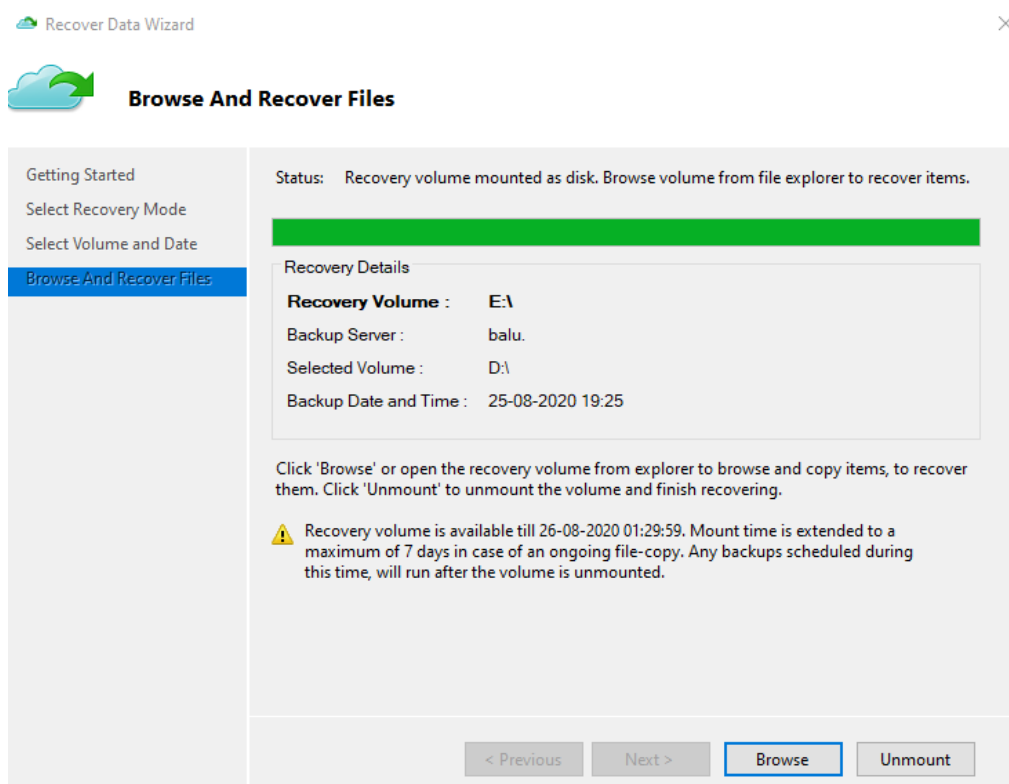 Recover Data Wizard
Browse And Recover Files
Getting Started
Select Recovery Mode
Select Volume and Date
Browse And Recover Files
Status: Recovery volume mounted as disk. Browse volume from file explorer to recover items.
Recovery Details
Recovery Volume : E:\
Backup Server : balu.
Selected Volume : D:\
Backup Date and Time : 25-08-2020 19:25
Click 'Browse' or open the recovery volume from explorer to browse and copy items, to recover
them. Click 'Unmount' to unmount the volume and finish recovering.
Recovery volume is available till 26-08-2020 01:29:59. Mount time is extended to a
maximum of 7 days in case of an ongoing file-copy. Any backups scheduled during
this time, will run after the volume is unmounted.
< Previous Next > Browse Unmount